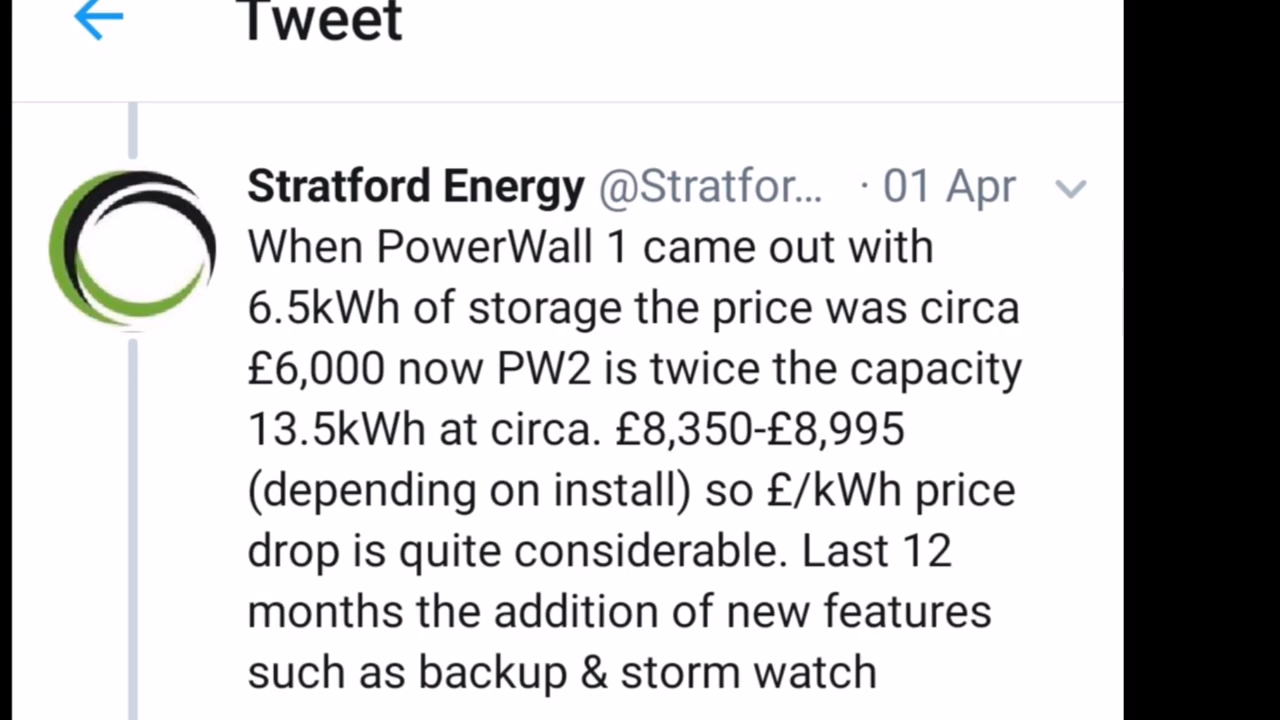 Tweet
Stratford Energy @Stratfor... · 01 Apr
When PowerWall 1 came out with
6.5kWh of storage the price was circa
£6,000 now PW2 is twice the capacity
13.5kWh at circa. £8,350-£8,995
(depending on install) so £/kWh price
drop is quite considerable. Last 12
months the addition of new features
such as backup & storm watch